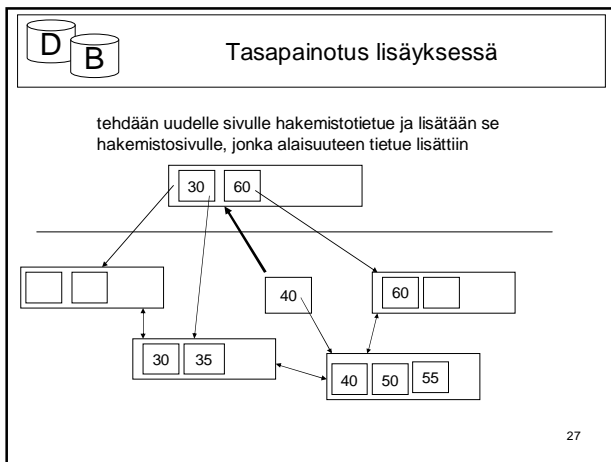 D B
Tasapainotus lisäyksessä
tehdään uudelle sivulle hakemistotietue ja lisätään se
hakemistosivulle, jonka alaisuuteen tietue lisättiin
30 60
40
60
30 35
40 50 55
27